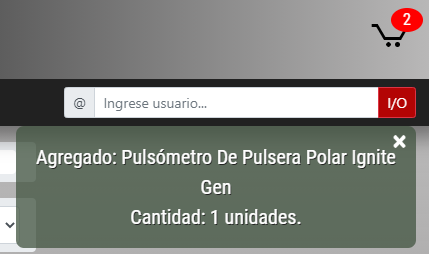 2
@ Ingrese usuario... I/O
×
Agregado: Pulsómetro De Pulsera Polar Ignite
Gen
Cantidad: 1 unidades.